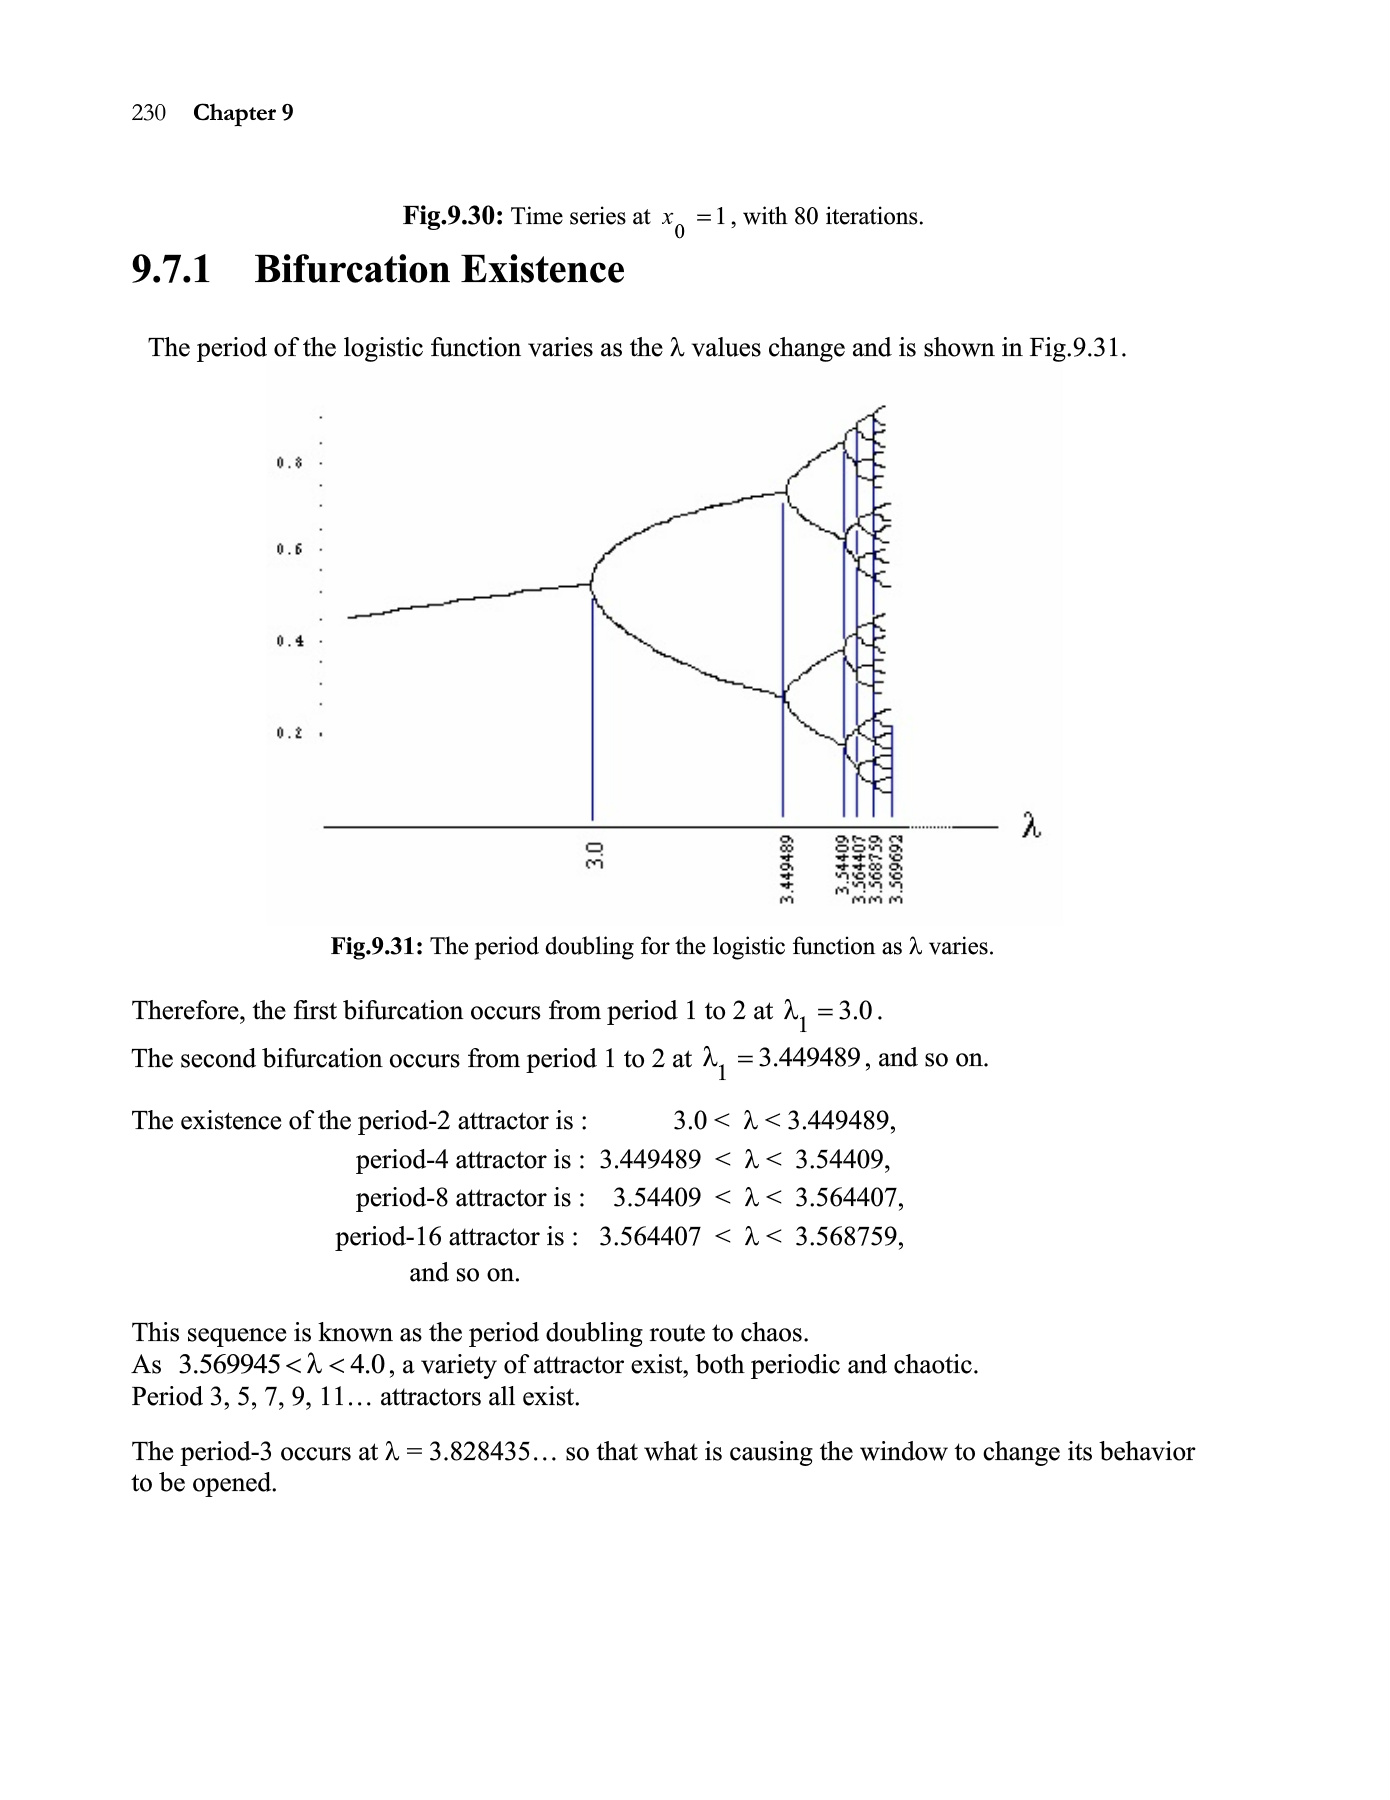 230 Chapter 9
Fig.9.30: Time series at x₀ = 1, with 80 iterations.
9.7.1 Bifurcation Existence
The period of the logistic function varies as the λ values change and is shown in Fig.9.31.
0.8
0.6
0.4
0.2
λ
3.0
3.449489
3.54409
3.564407
3.568759
3.569692
Fig.9.31: The period doubling for the logistic function as λ varies.
Therefore, the first bifurcation occurs from period 1 to 2 at λ₁ = 3.0.
The second bifurcation occurs from period 1 to 2 at λ₁ = 3.449489, and so on.
The existence of the period-2 attractor is : 3.0 < λ < 3.449489,
period-4 attractor is : 3.449489 < λ < 3.54409,
period-8 attractor is : 3.54409 < λ < 3.564407,
period-16 attractor is : 3.564407 < λ < 3.568759,
and so on.
This sequence is known as the period doubling route to chaos.
As 3.569945 < λ < 4.0, a variety of attractor exist, both periodic and chaotic.
Period 3, 5, 7, 9, 11… attractors all exist.
The period-3 occurs at λ = 3.828435… so that what is causing the window to change its behavior
to be opened.